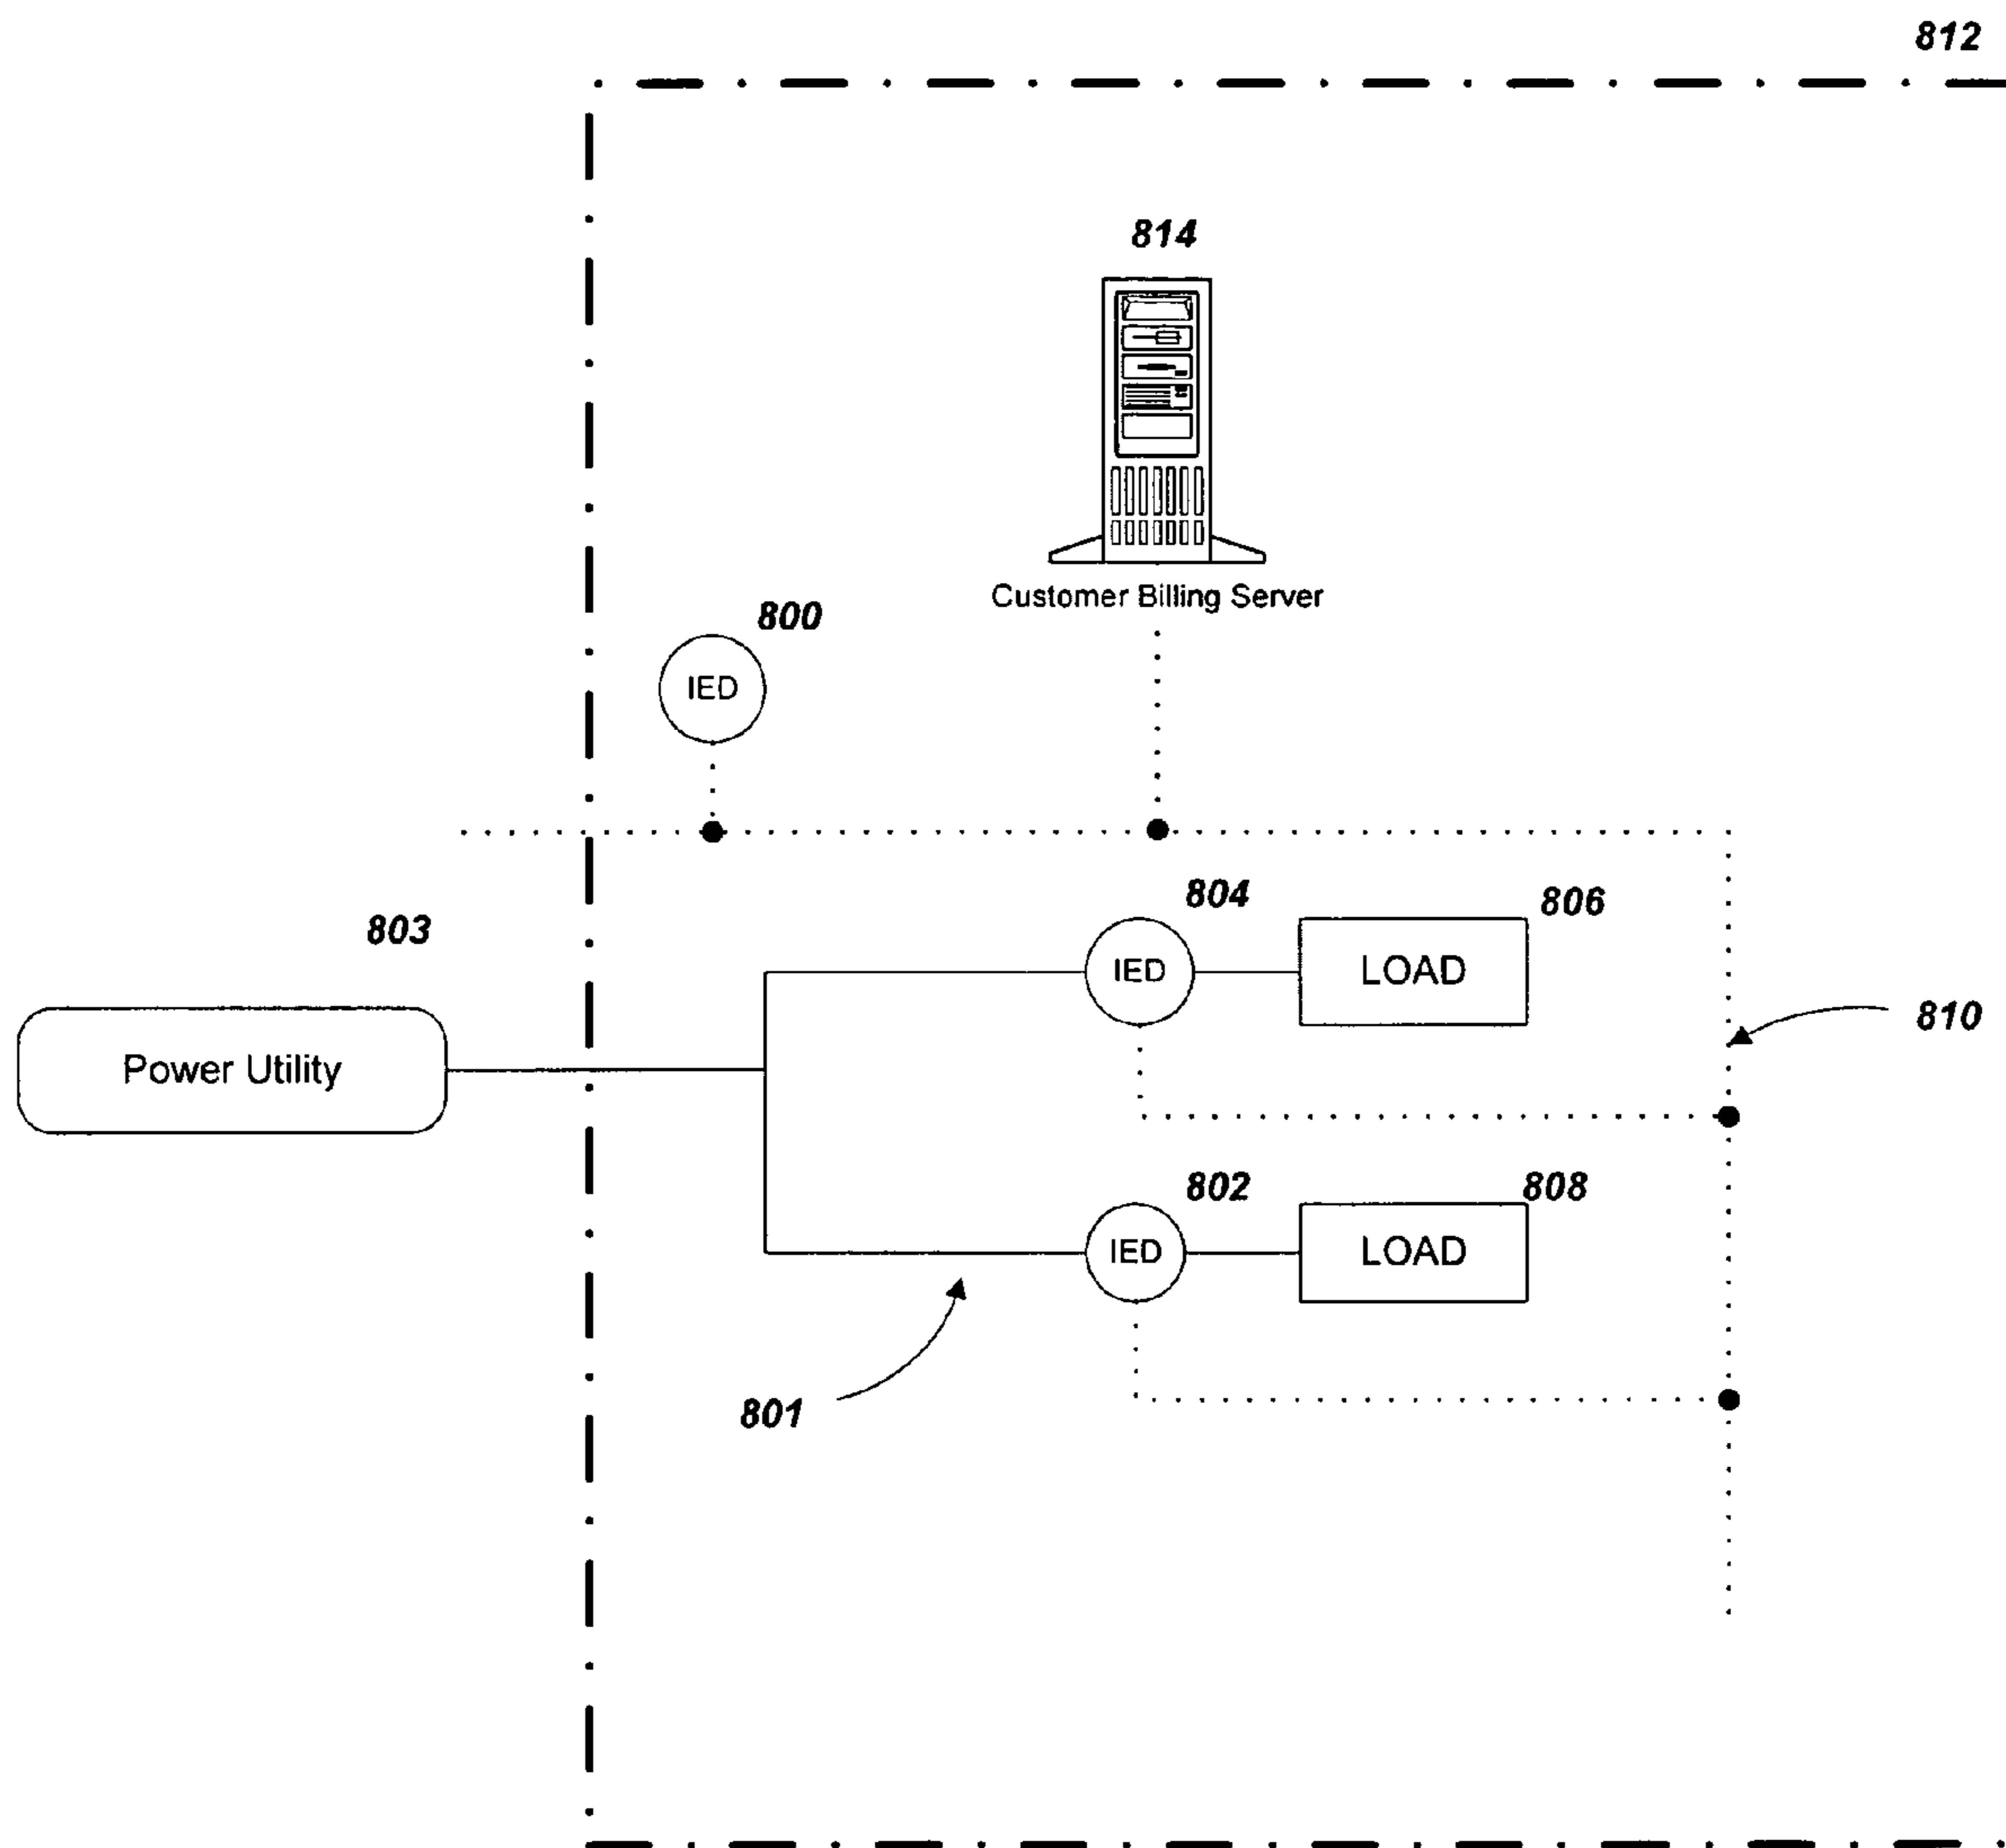 812
814
Customer Billing Server
800
IED
804
806
803
IED
LOAD
810
Power Utility
802
808
IED
LOAD
801